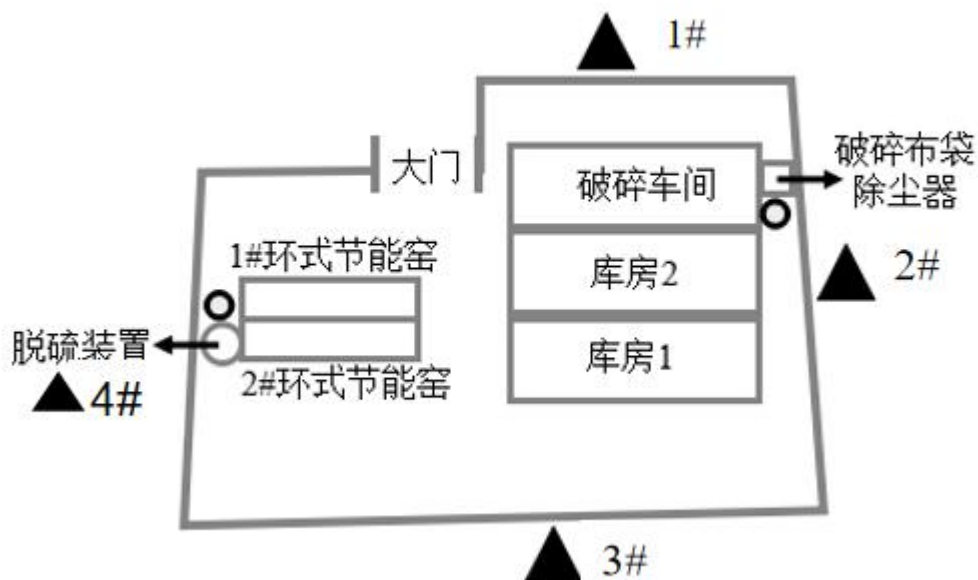 1#
大门
破碎车间
破碎布袋
除尘器
1#环式节能窑
库房2
2#
脱硫装置
库房1
2#环式节能窑
4#
3#